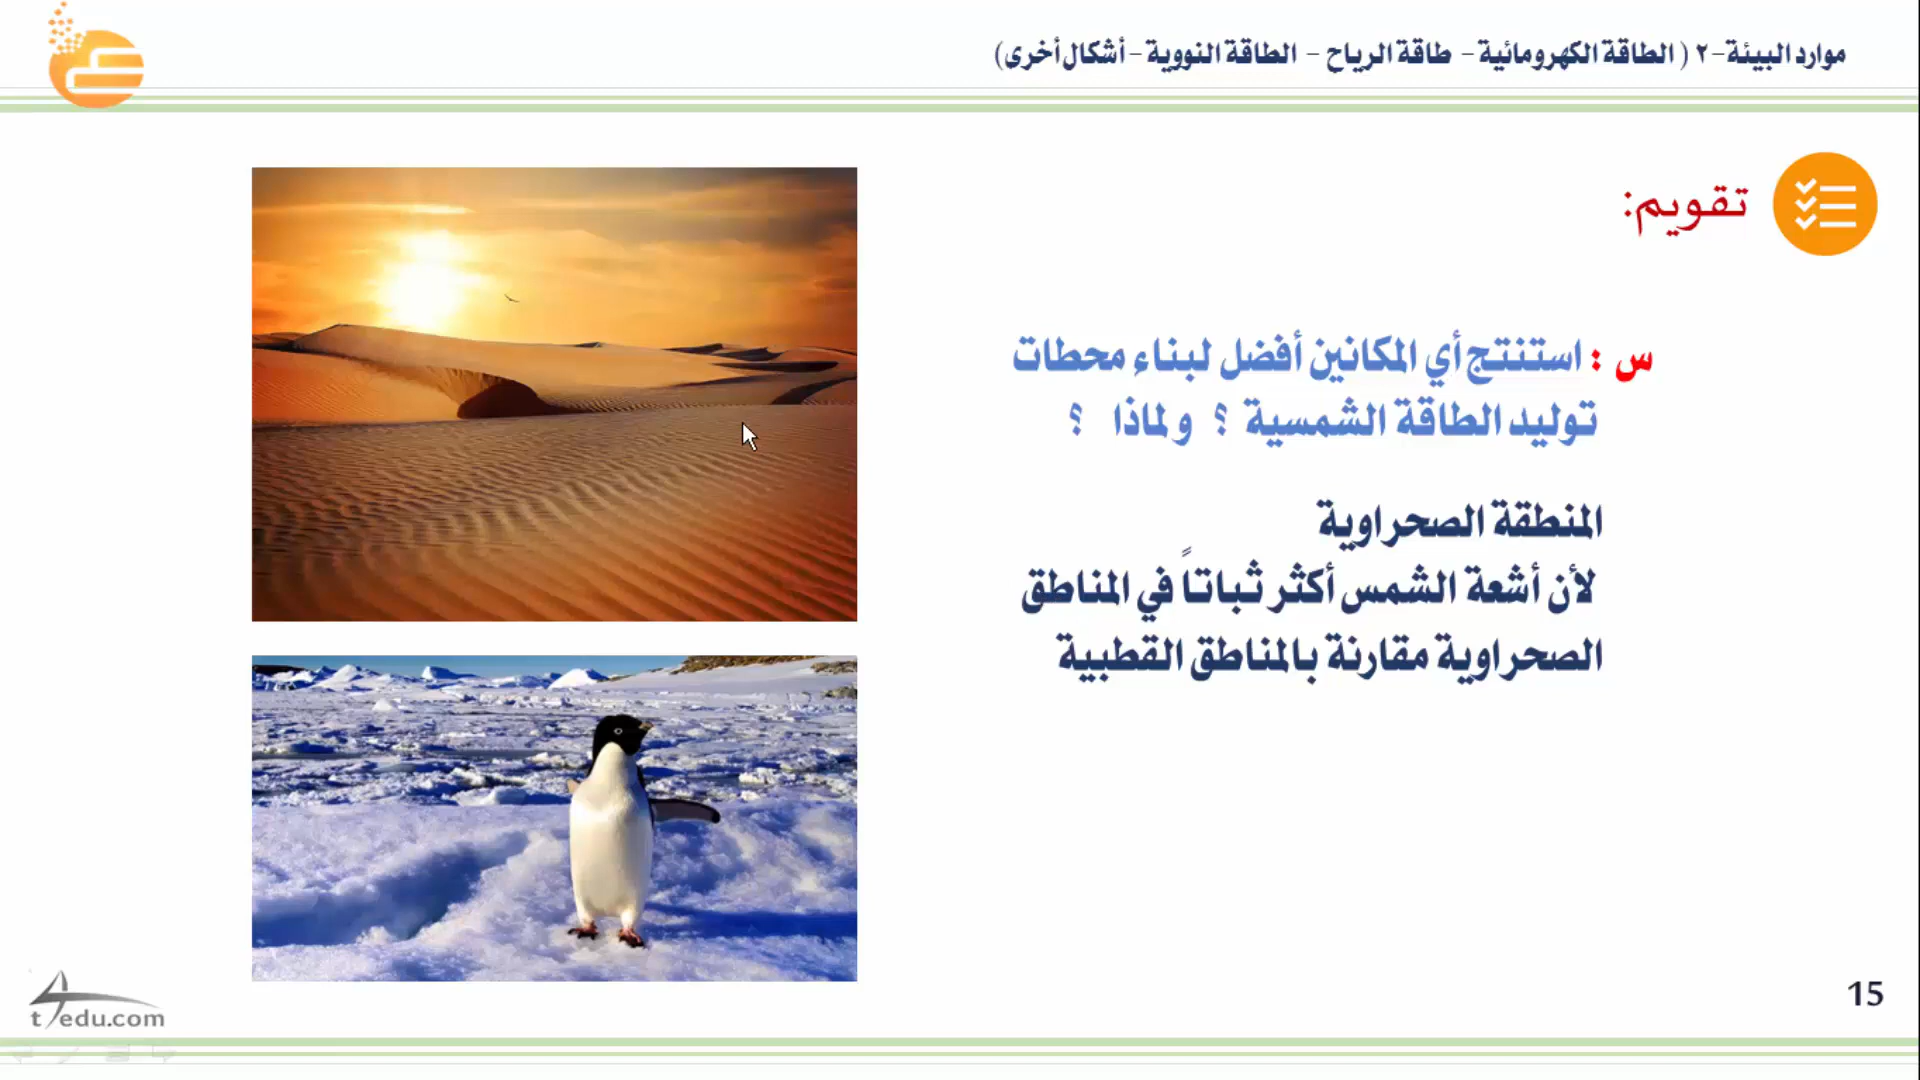 موارد البيئة-٢ ( الطاقة الكهرومائية- طاقة الرياح - الطاقة النووية- أشكال أخرى)
تقويم:
س : استنتج أي المكانين أفضل لبناء محطات
توليد الطاقة الشمسية ؟ ولماذا ؟
المنطقة الصحراوية
لأن أشعة الشمس أكثر ثباتاً في المناطق
الصحراوية مقارنة بالمناطق القطبية
t4edu.com
15